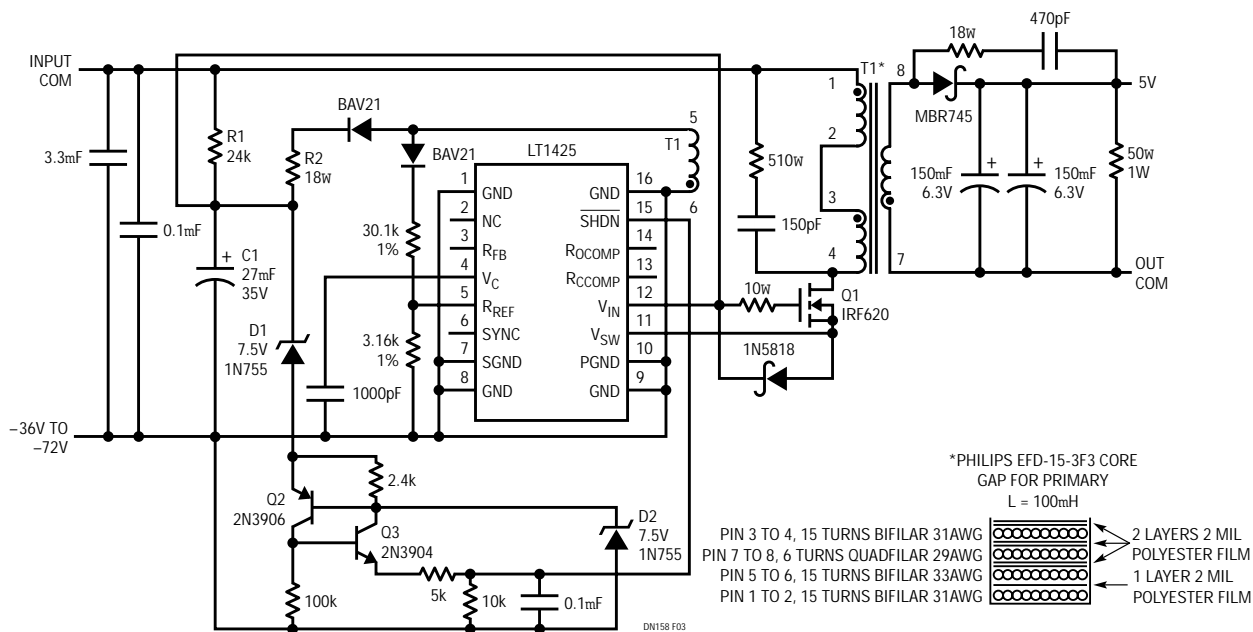 INPUT
COM
3.3mF
0.1mF
R1
24k
C1
27mF
35V
+
R2
18W
BAV21
BAV21
D1
7.5V
1N755
30.1k
1%
3.16k
1%
1000pF
LT1425
1
GND
2
NC
3
RFB
4
VC
5
RREF
6
SYNC
7
SGND
8
GND
16
GND
15
SHDN
14
ROCOMP
13
RCCOMP
12
VIN
11
VSW
10
PGND
9
GND
5
T1
6
510W
150pF
10W
Q1
IRF620
1N5818
T1*
1
2
3
4
8
7
18W
470pF
MBR745
5V
150mF
6.3V
+
150mF
6.3V
+
50W
1W
OUT
COM
–36V TO
–72V
Q2
2N3906
2.4k
Q3
2N3904
100k
5k
10k
0.1mF
D2
7.5V
1N755
DN158 F03
*PHILIPS EFD-15-3F3 CORE
GAP FOR PRIMARY
L = 100mH
PIN 3 TO 4, 15 TURNS BIFILAR 31AWG
PIN 7 TO 8, 6 TURNS QUADFILAR 29AWG
PIN 5 TO 6, 15 TURNS BIFILAR 33AWG
PIN 1 TO 2, 15 TURNS BIFILAR 31AWG
2 LAYERS 2 MIL
POLYESTER FILM
1 LAYER 2 MIL
POLYESTER FILM